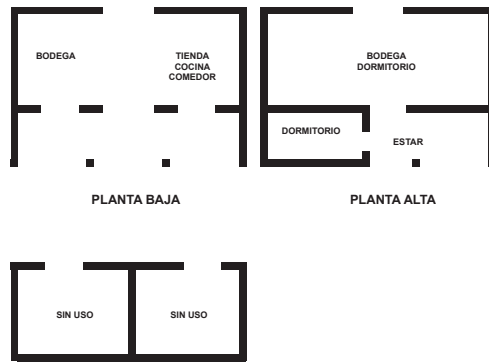 BODEGA
TIENDA
COCINA
COMEDOR
BODEGA
DORMITORIO
DORMITORIO
ESTAR
PLANTA BAJA
PLANTA ALTA
SIN USO
SIN USO